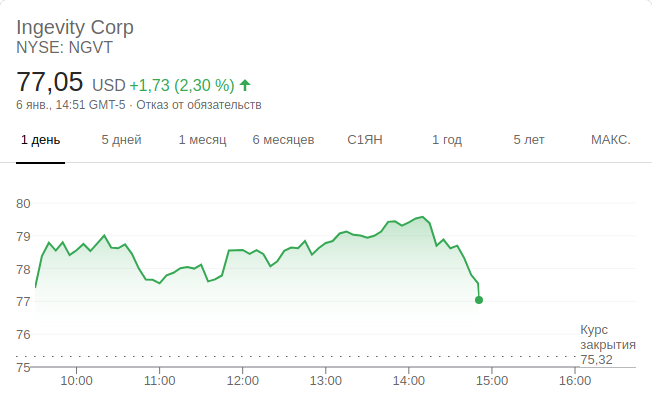 Ingevity Corp
NYSE: NGVT
77,05 USD +1,73 (2,30 %)
6 янв., 14:51 GMT-5 · Отказ от обязательств
1 день 5 дней 1 месяц 6 месяцев С1ЯН 1 год 5 лет МАКС.
80
79
78
77
76
75
Курс
закрытия
75,32
10:00 11:00 12:00 13:00 14:00 15:00 16:00